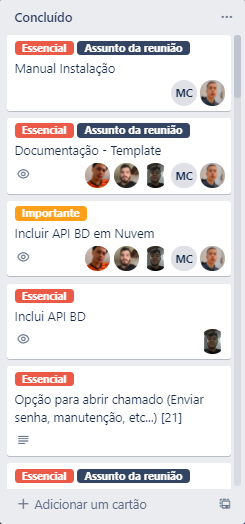 Concluído ...
Essencial Assunto da reunião
Manual Instalação
MC
Essencial Assunto da reunião
Documentação - Template
MC
Importante
Incluir API BD em Nuvem
MC
Essencial
Inclui API BD
Essencial
Opção para abrir chamado (Enviar
senha, manutenção, etc...) [21]
Essencial Assunto da reunião
+ Adicionar um cartão